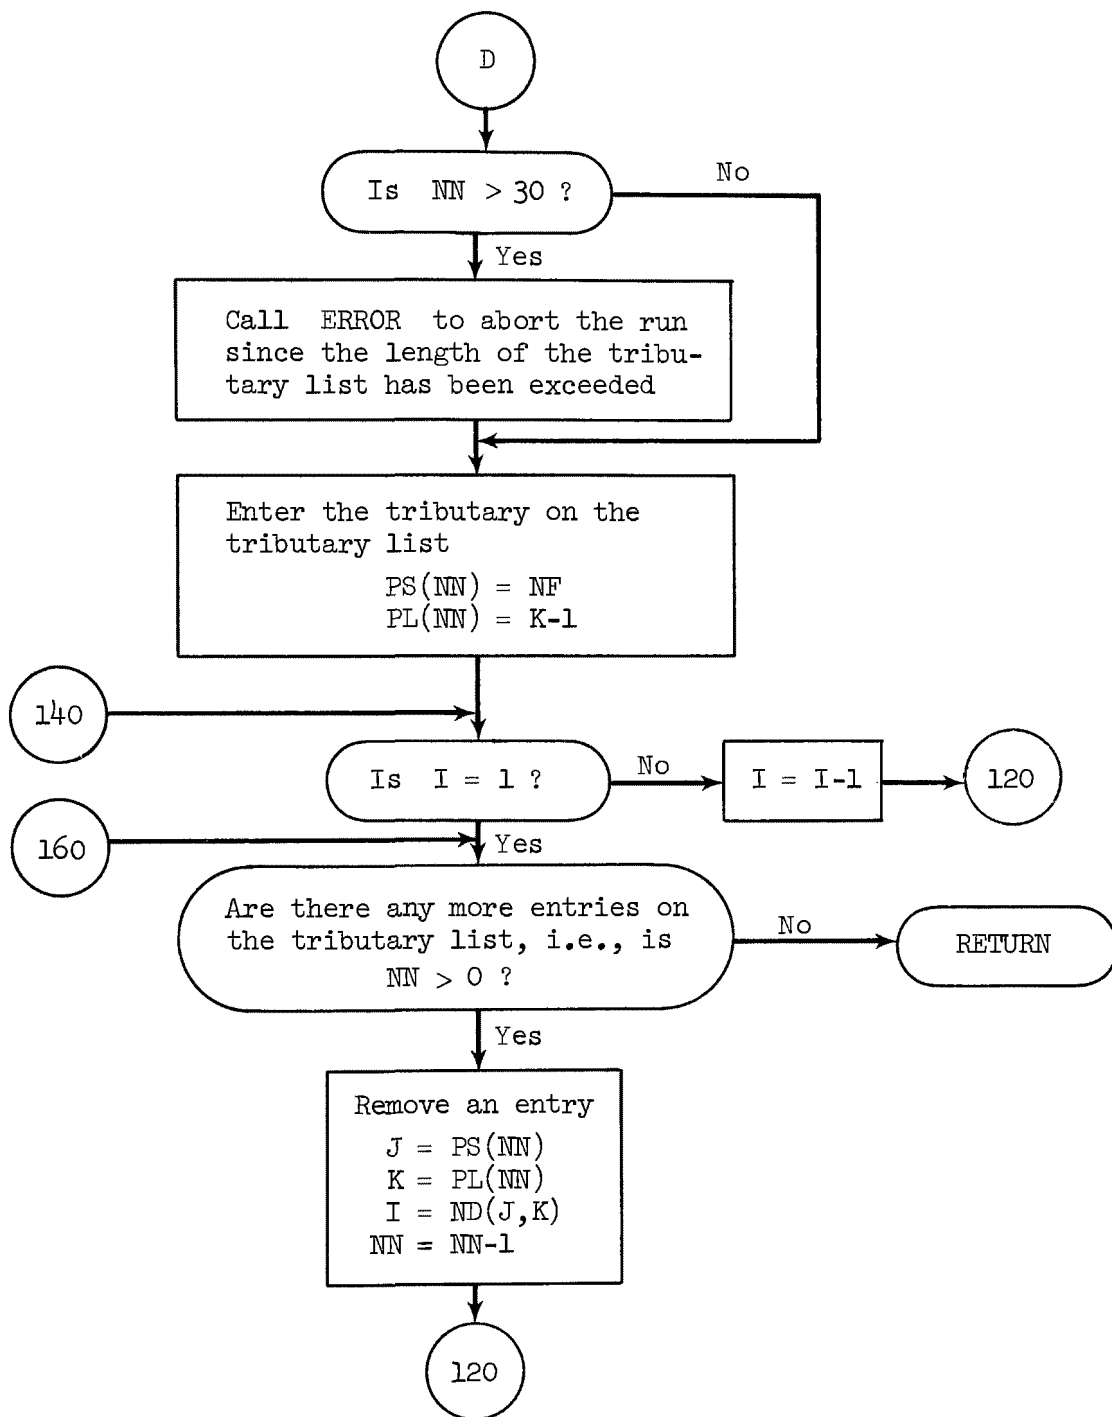 D
Is NN > 30 ?
No
Yes
Call ERROR to abort the run
since the length of the tribu-
tary list has been exceeded
Enter the tributary on the
tributary list
PS(NN) = NF
PL(NN) = K-1
140
Is I = 1 ?
No
I = I-1
120
160
Yes
Are there any more entries on
the tributary list, i.e., is
NN > 0 ?
No
RETURN
Yes
Remove an entry
J = PS(NN)
K = PL(NN)
I = ND(J,K)
NN = NN-1
120